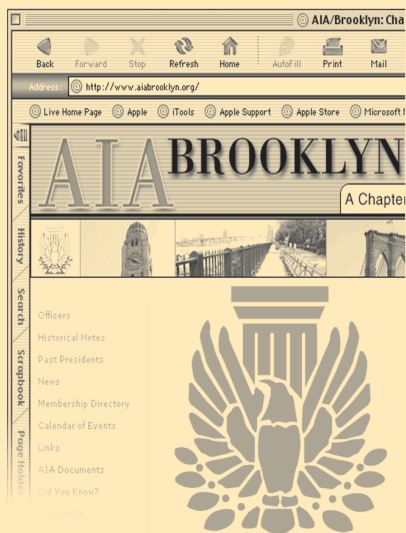 AIA/Brooklyn: Cha
Back Forward Stop Refresh Home AutoFill Print Mail
Address: http://www.aiabrooklyn.org/
Live Home Page Apple iTools Apple Support Apple Store Microsoft
AIA BROOKLYN
A Chapter
Favorites
History
Search
Scrapbook
Page Holder
Officers
Historical Notes
Past Presidents
News
Membership Directory
Calendar of Events
Links
AIA Documents
Did You Know?